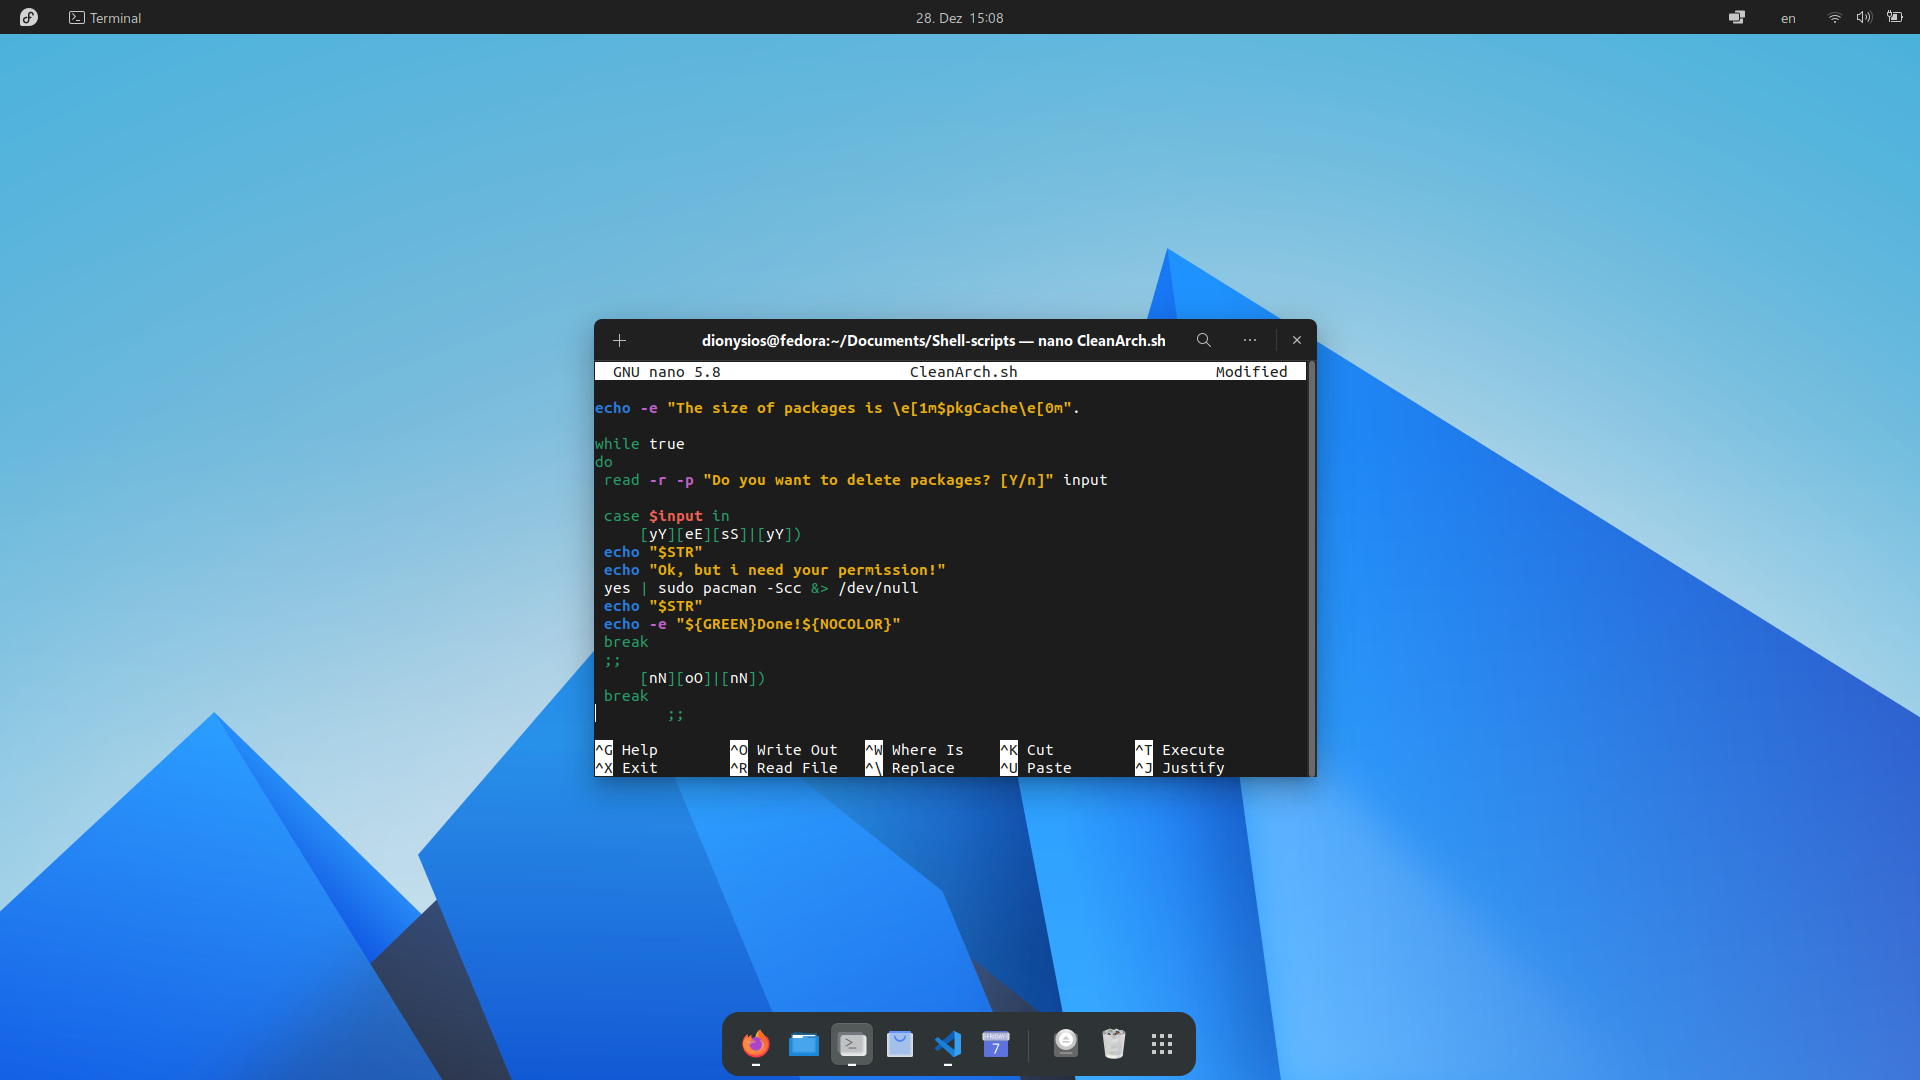 Terminal
28. Dez 15:08
en
dionysios@fedora:~/Documents/Shell-scripts — nano CleanArch.sh
GNU nano 5.8 CleanArch.sh Modified
echo -e "The size of packages is \e[1m$pkgCache\e[0m".
while true
do
read -r -p "Do you want to delete packages? [Y/n]" input
case $input in
[yY][eE][sS]|[yY])
echo "$STR"
echo "Ok, but i need your permission!"
yes | sudo pacman -Scc &> /dev/null
echo "$STR"
echo -e "${GREEN}Done!${NOCOLOR}"
break
;;
[nN][oO]|[nN])
break
;;
^G Help ^O Write Out ^W Where Is ^K Cut ^T Execute
^X Exit ^R Read File ^\ Replace ^U Paste ^J Justify
FRIDAY
7